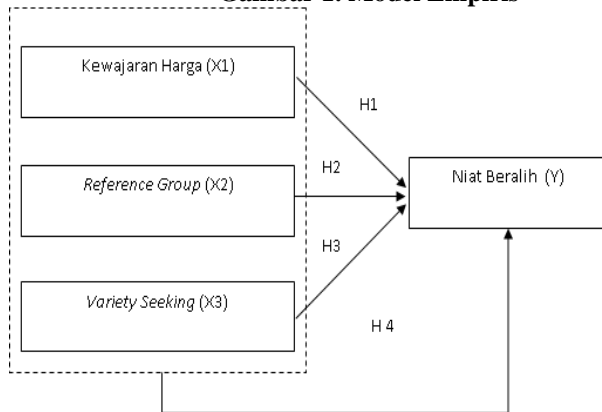 Gambar 1. Model Empiris
Kewajaran Harga (X1)
H1
Reference Group (X2)
H2
Niat Beralih (Y)
H3
Variety Seeking (X3)
H 4